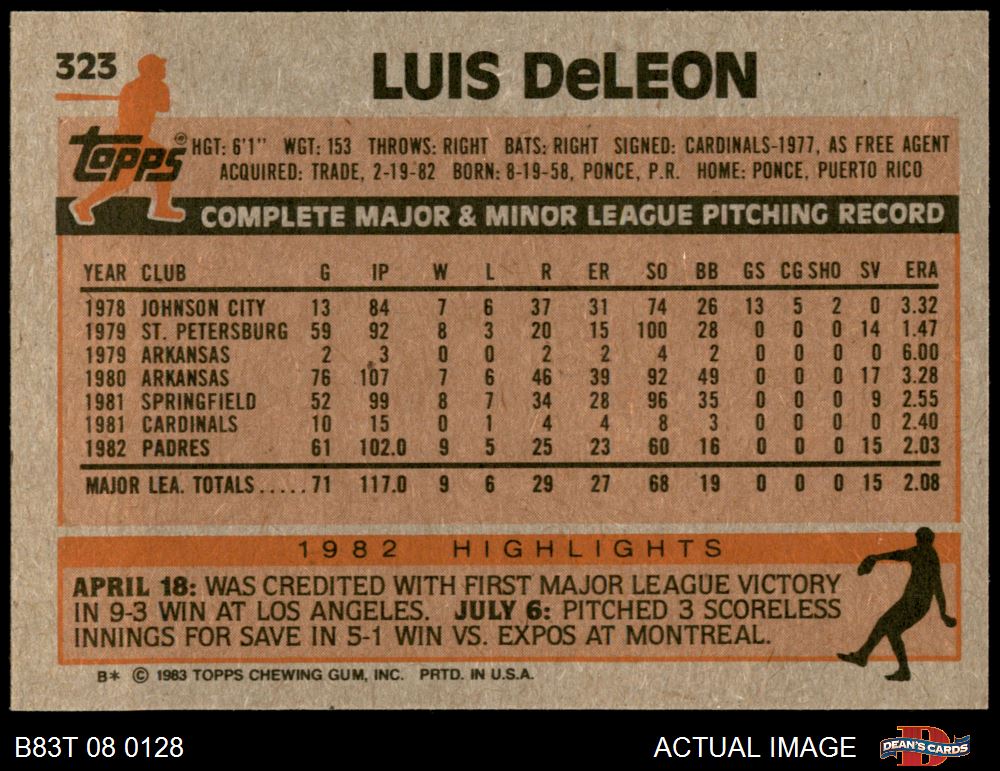 323
LUIS DeLEON
Topps®
HGT: 6'1" WGT: 153 THROWS: RIGHT BATS: RIGHT SIGNED: CARDINALS-1977, AS FREE AGENT
ACQUIRED: TRADE, 2-19-82 BORN: 8-19-58, PONCE, P.R. HOME: PONCE, PUERTO RICO
COMPLETE MAJOR & MINOR LEAGUE PITCHING RECORD
YEAR CLUB G IP W L R ER SO BB GS CG SHO SV ERA
1978 JOHNSON CITY 13 84 7 6 37 31 74 26 13 5 2 0 3.32
1979 ST. PETERSBURG 59 92 8 3 20 15 100 28 0 0 0 14 1.47
1979 ARKANSAS 2 3 0 0 2 2 4 2 0 0 0 0 6.00
1980 ARKANSAS 76 107 7 6 46 39 92 49 0 0 0 17 3.28
1981 SPRINGFIELD 52 99 8 7 34 28 96 35 0 0 0 9 2.55
1981 CARDINALS 10 15 0 1 4 4 8 3 0 0 0 0 2.40
1982 PADRES 61 102.0 9 5 25 23 60 16 0 0 0 15 2.03
MAJOR LEA. TOTALS.....71 117.0 9 6 29 27 68 19 0 0 0 15 2.08
1982 HIGHLIGHTS
APRIL 18: WAS CREDITED WITH FIRST MAJOR LEAGUE VICTORY
IN 9-3 WIN AT LOS ANGELES. JULY 6: PITCHED 3 SCORELESS
INNINGS FOR SAVE IN 5-1 WIN VS. EXPOS AT MONTREAL.
B* © 1983 TOPPS CHEWING GUM, INC. PRTD. IN U.S.A.
B83T 08 0128
ACTUAL IMAGE
DEAN'S CARDS